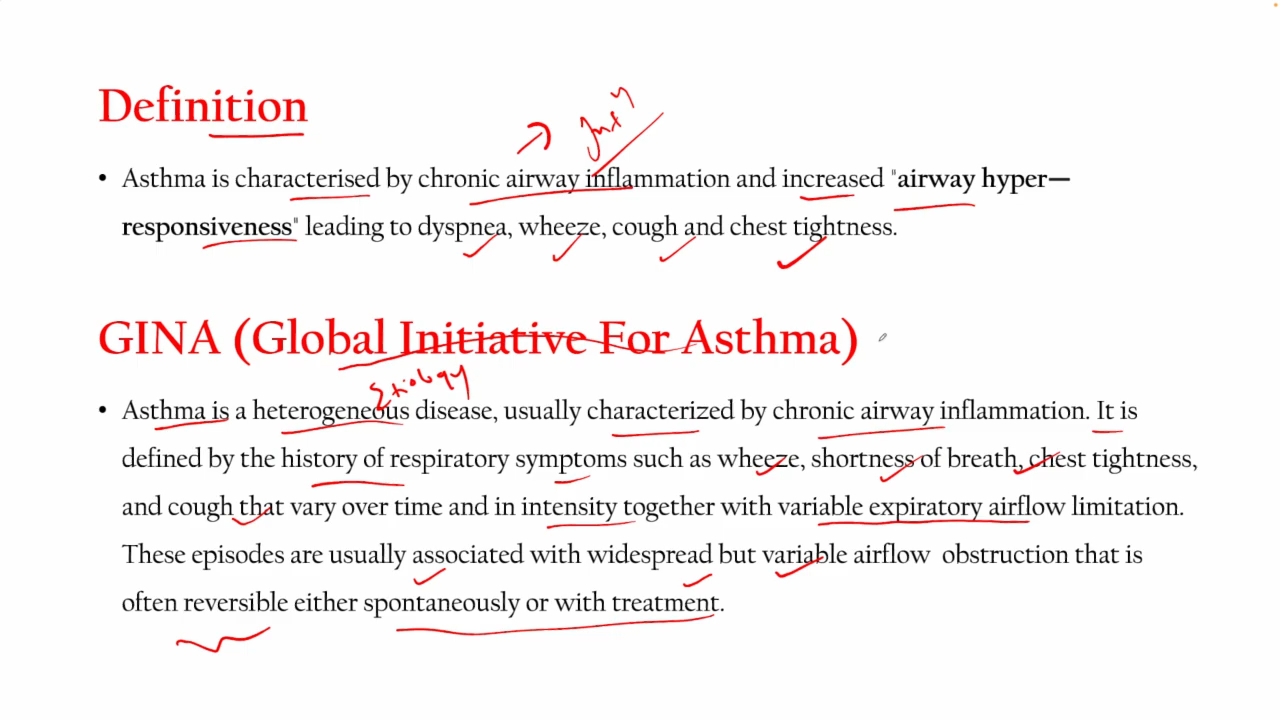 Definition
• Asthma is characterised by chronic airway inflammation and increased "airway hyper—
responsiveness" leading to dyspnea, wheeze, cough and chest tightness.
GINA (Global Initiative For Asthma)
Etiology
• Asthma is a heterogeneous disease, usually characterized by chronic airway inflammation. It is
defined by the history of respiratory symptoms such as wheeze, shortness of breath, chest tightness,
and cough that vary over time and in intensity together with variable expiratory airflow limitation.
These episodes are usually associated with widespread but variable airflow obstruction that is
often reversible either spontaneously or with treatment.